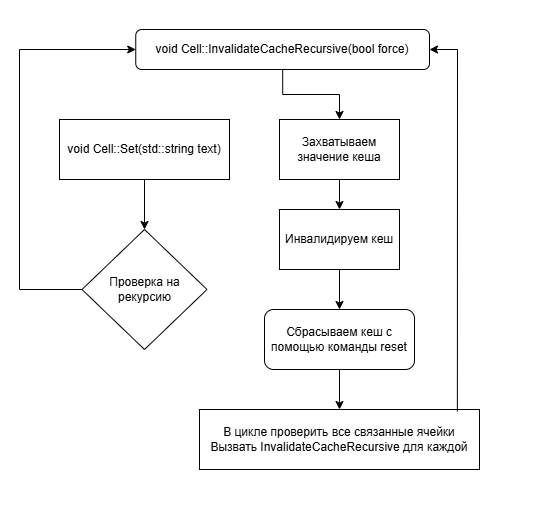 void Cell::InvalidateCacheRecursive(bool force)
void Cell::Set(std::string text)
Проверка на
рекурсию
Захватываем
значение кеша
Инвалидируем кеш
Сбрасываем кеш с
помощью команды reset
В цикле проверить все связанные ячейки
Вызвать InvalidateCacheRecursive для каждой